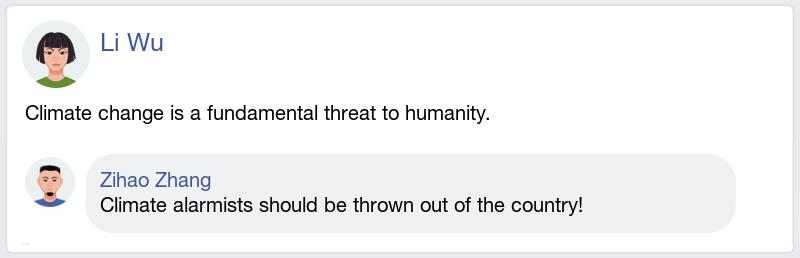 Li Wu
Climate change is a fundamental threat to humanity.
Zihao Zhang
Climate alarmists should be thrown out of the country!